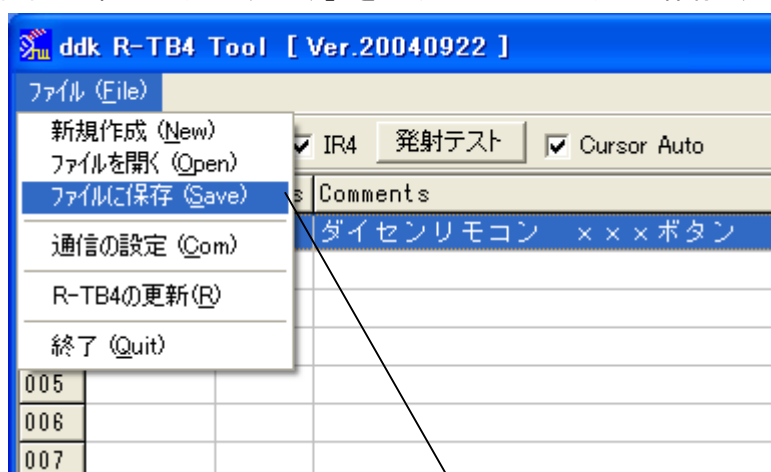 ddk R-TB4 Tool [ Ver.20040922 ]
ファイル (File)
新規作成 (New)
ファイルを開く (Open)
ファイルに保存 (Save)
通信の設定 (Com)
R-TB4の更新(R)
終了 (Quit)
IR4 発射テスト Cursor Auto
s Comments
ダイセンリモコン ×××ボタン
005
006
007